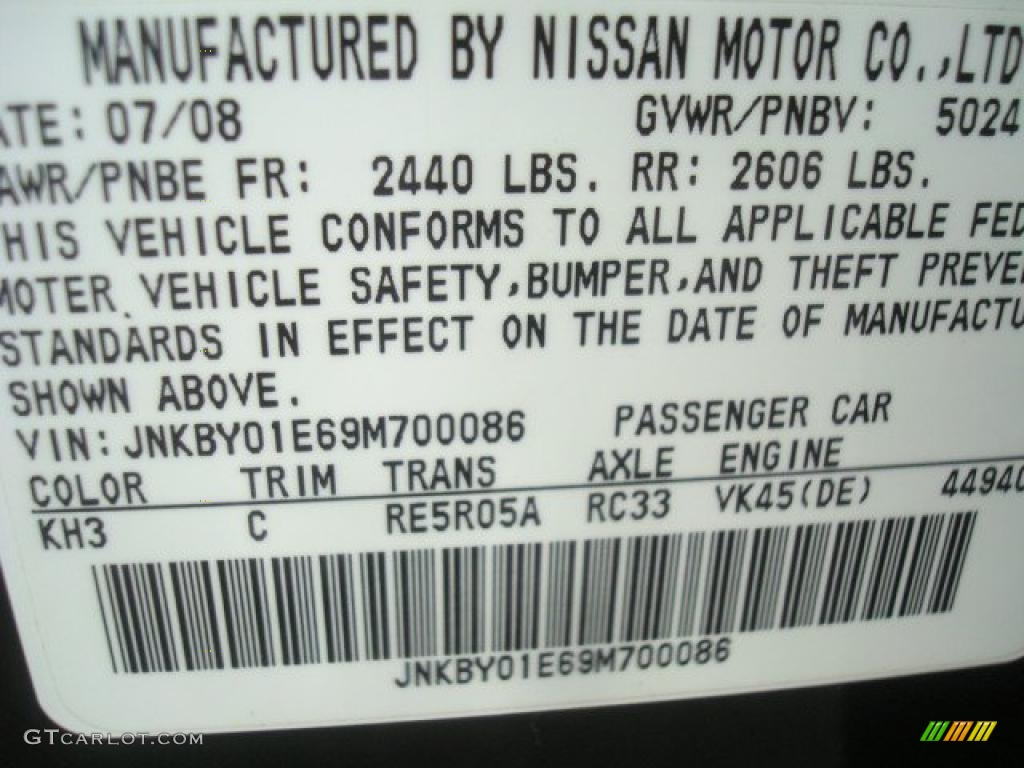 MANUFACTURED BY NISSAN MOTOR CO.,LTD
ATE: 07/08 GVWR/PNBV: 5024
AWR/PNBE FR: 2440 LBS. RR: 2606 LBS.
THIS VEHICLE CONFORMS TO ALL APPLICABLE FED
MOTER VEHICLE SAFETY,BUMPER,AND THEFT PREVE
STANDARDS IN EFFECT ON THE DATE OF MANUFACTU
SHOWN ABOVE.
VIN: JNKBY01E69M700086 PASSENGER CAR
COLOR TRIM TRANS AXLE ENGINE
KH3 C RE5R05A RC33 VK45(DE) 44940
JNKBY01E69M700086
GTCARLOT.COM